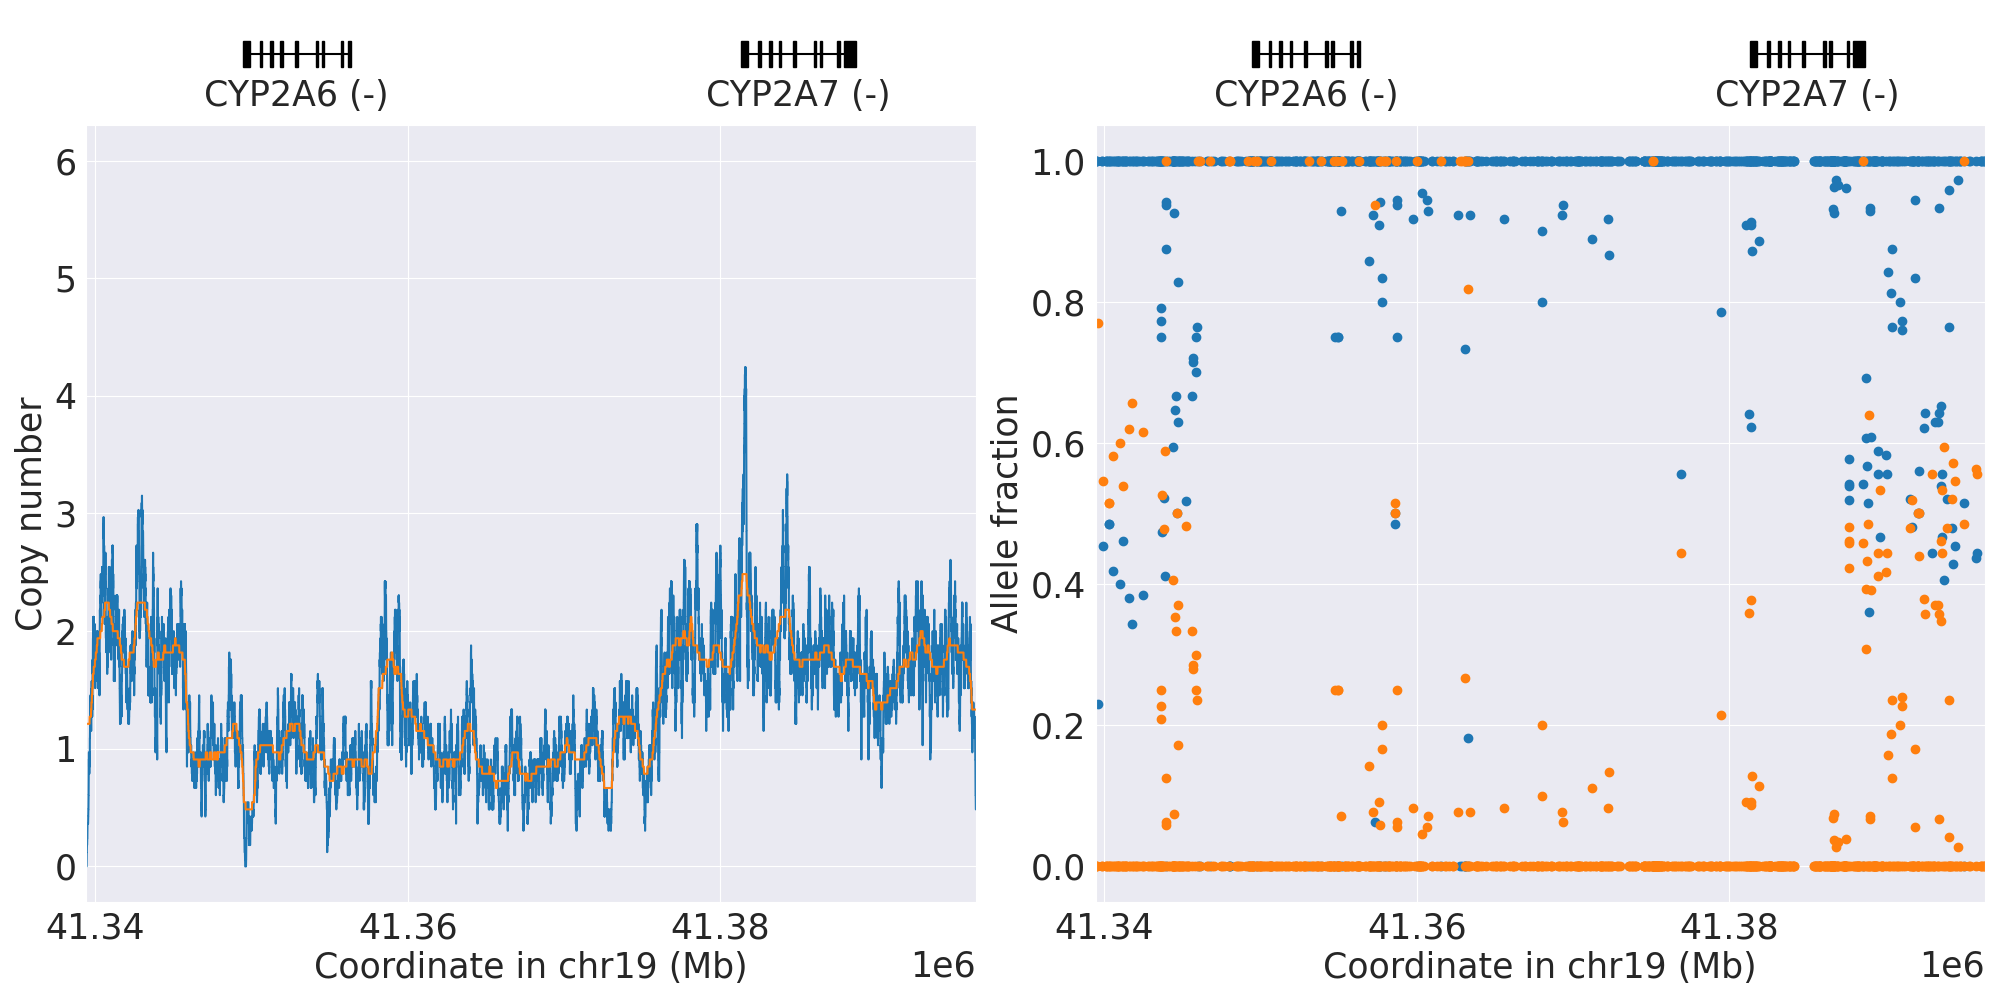 CYP2A6 (-)
CYP2A7 (-)
6
5
4
3
2
1
0
Copy number
41.34
41.36
41.38
Coordinate in chr19 (Mb)
1e6
CYP2A6 (-)
CYP2A7 (-)
1.0
0.8
0.6
0.4
0.2
0.0
Allele fraction
41.34
41.36
41.38
Coordinate in chr19 (Mb)
1e6